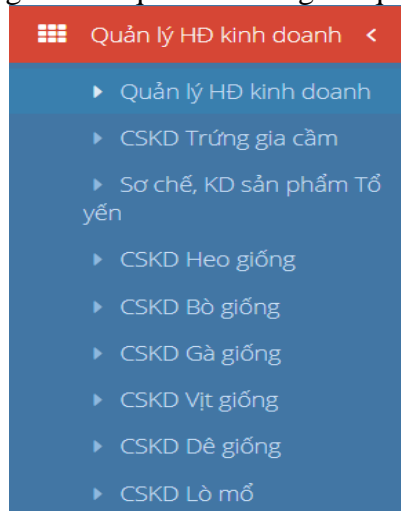 Quản lý HĐ kinh doanh
Quản lý HĐ kinh doanh
CSKD Trứng gia cầm
Sơ chế, KD sản phẩm Tổ
yến
CSKD Heo giống
CSKD Bò giống
CSKD Gà giống
CSKD Vịt giống
CSKD Dê giống
CSKD Lò mổ